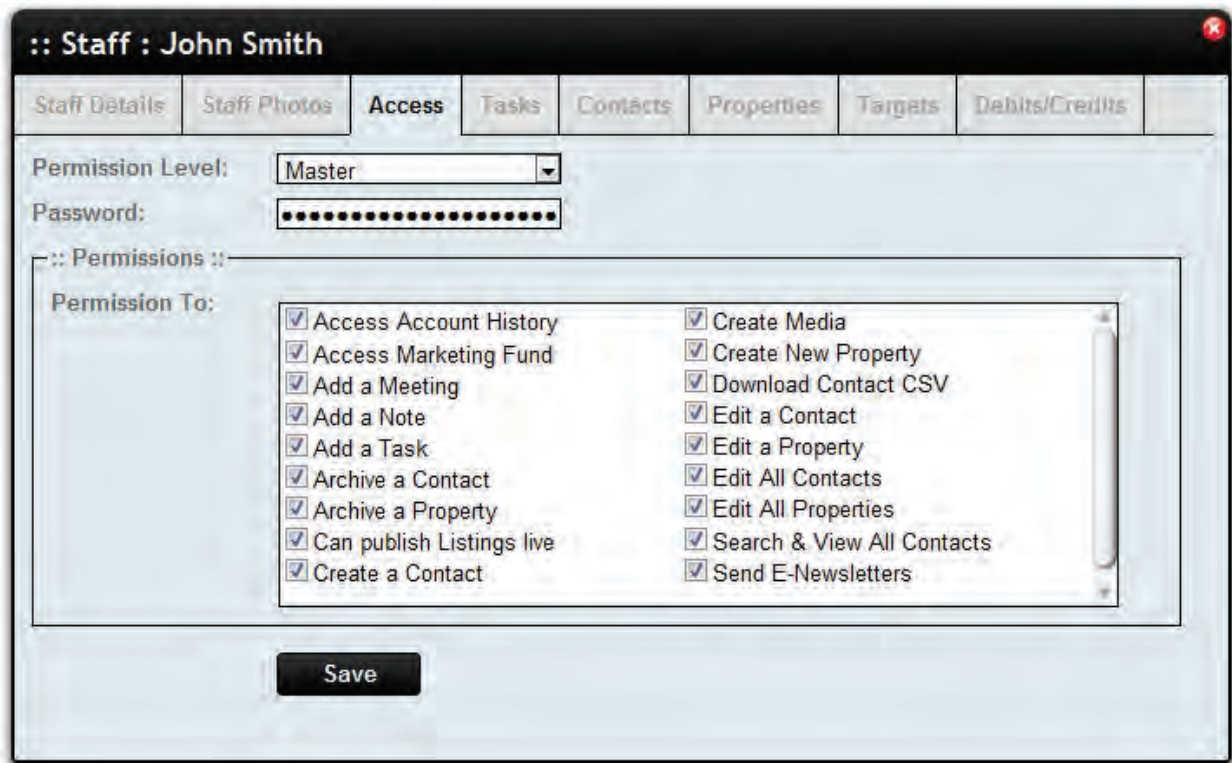 :: Staff : John Smith
Staff Details Staff Photos Access Tasks Contacts Properties Targets Debits/Credits
Permission Level: Master
Password: ••••••••••••••••••••
:: Permissions ::
Permission To:
Access Account History Create Media
Access Marketing Fund Create New Property
Add a Meeting Download Contact CSV
Add a Note Edit a Contact
Add a Task Edit a Property
Archive a Contact Edit All Contacts
Archive a Property Edit All Properties
Can publish Listings live Search & View All Contacts
Create a Contact Send E-Newsletters
Save